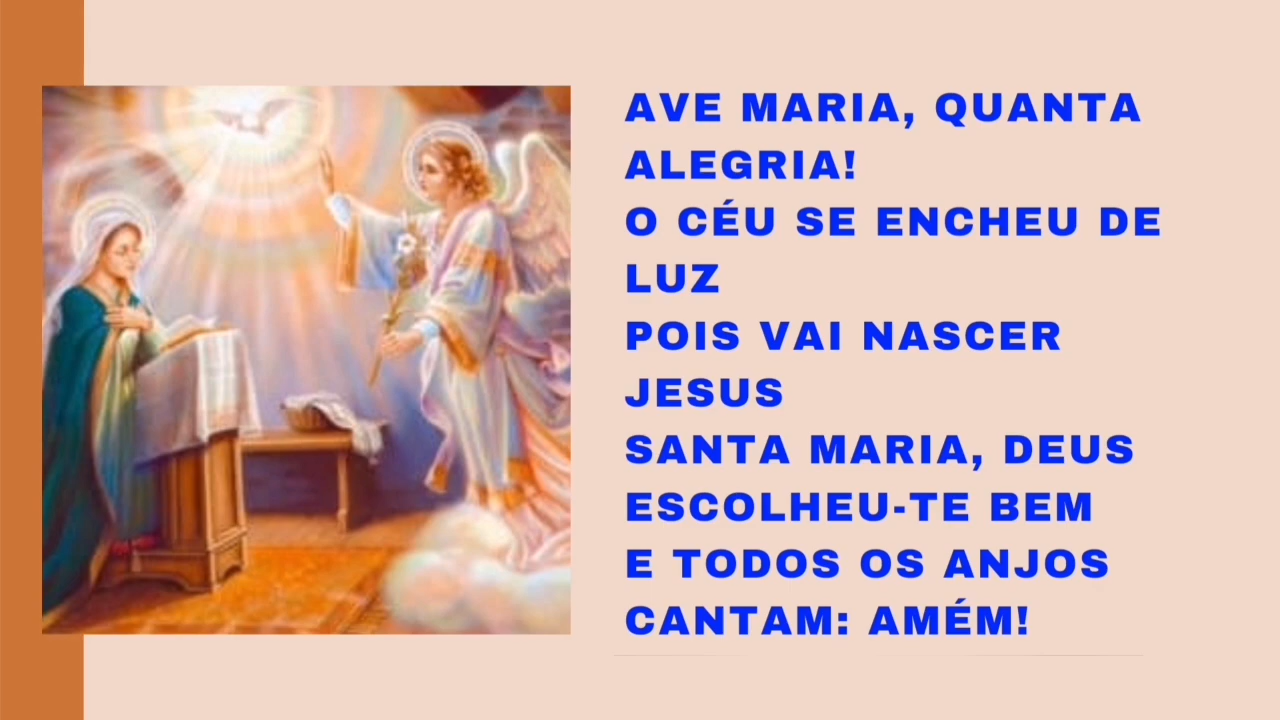 AVE MARIA, QUANTA
ALEGRIA!
O CÉU SE ENCHEU DE
LUZ
POIS VAI NASCER
JESUS
SANTA MARIA, DEUS
ESCOLHEU-TE BEM
E TODOS OS ANJOS
CANTAM: AMÉM!